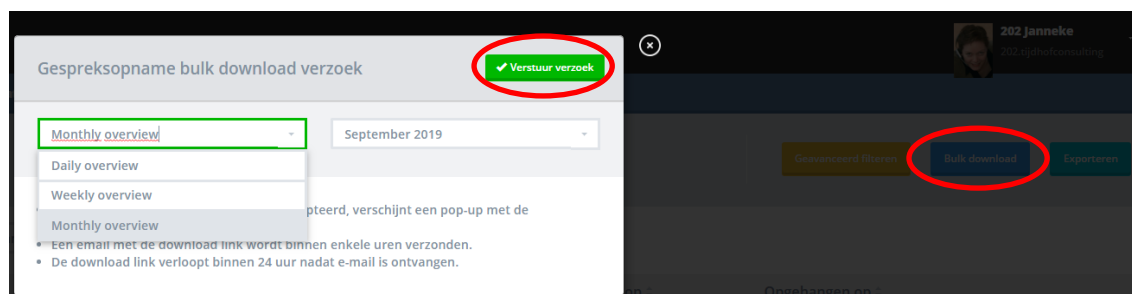 202 Janneke
202.tijdhofconsulting
Gespreksopname bulk download verzoek
Verstuur verzoek
Monthly overview
September 2019
Daily overview
Weekly overview
Monthly overview
Geavanceerd filteren
Bulk download
Exporteren
pteerd, verschijnt een pop-up met de
Een email met de download link wordt binnen enkele uren verzonden.
De download link verloopt binnen 24 uur nadat e-mail is ontvangen.
Opgehangen op